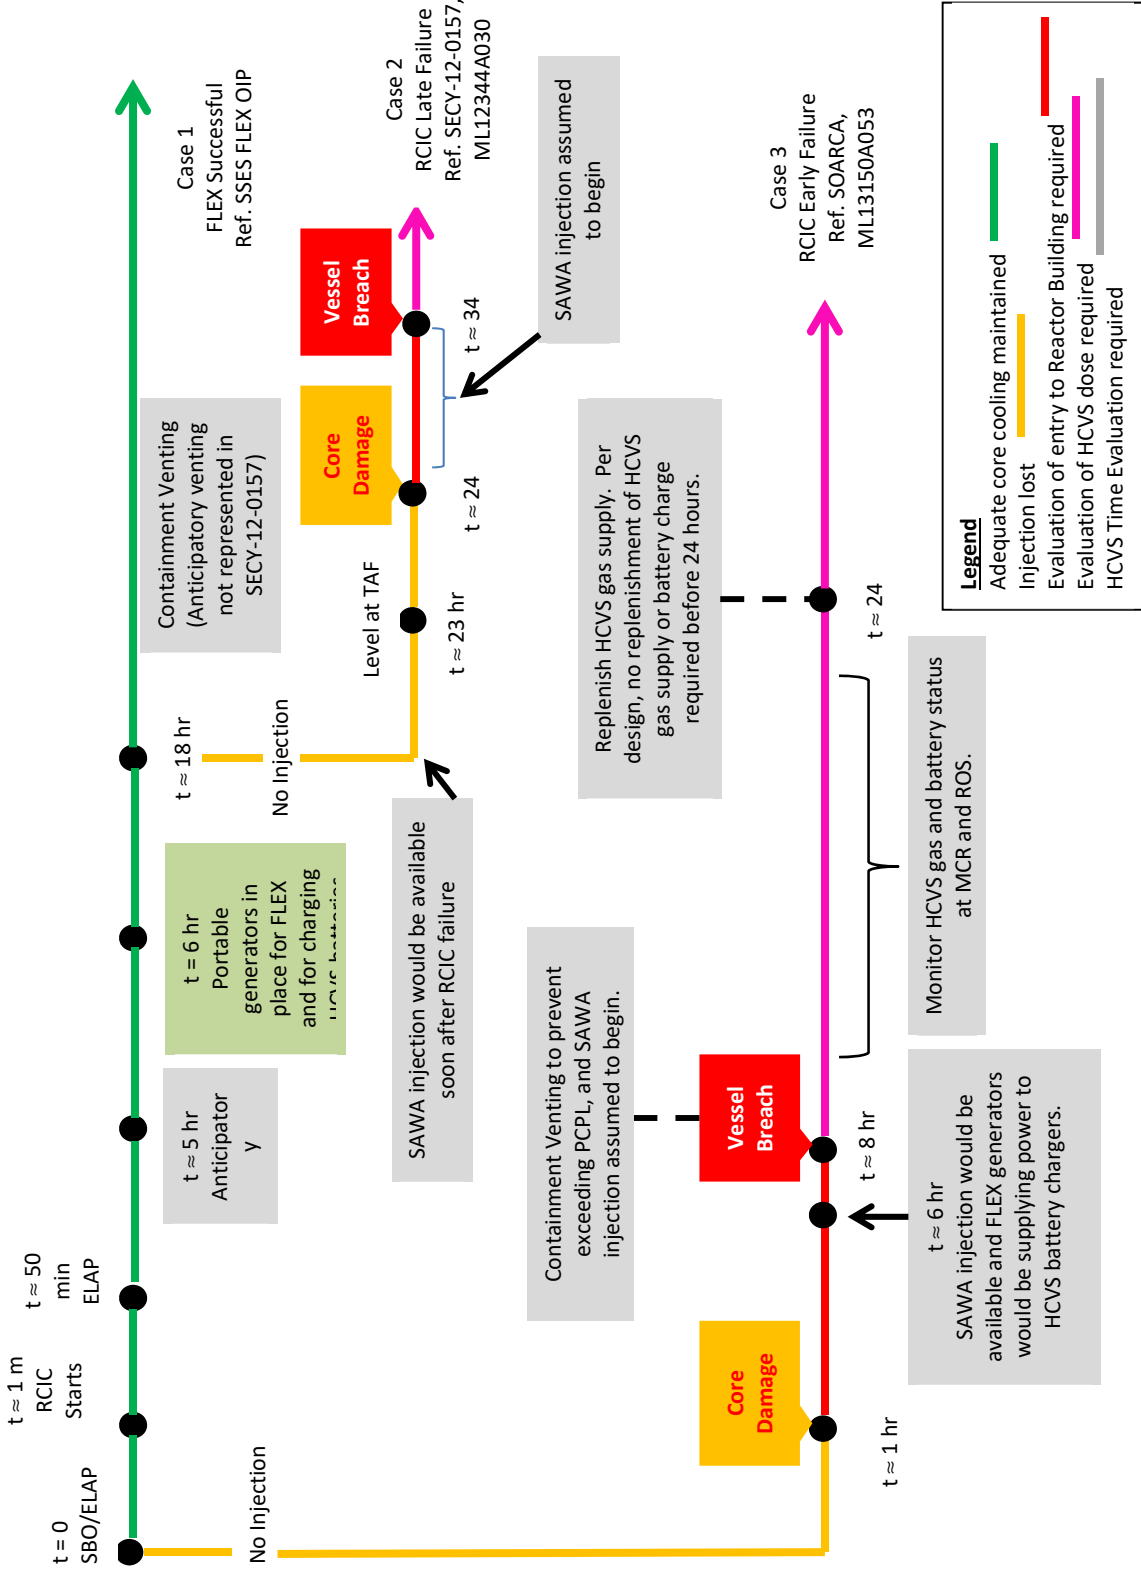 t = 0
SBO/ELAP
t ≈ 1 m
RCIC
Starts
t ≈ 50
min
ELAP
t ≈ 5 hr
Anticipator
y
t = 6 hr
Portable
generators in
place for FLEX
and for charging
HCVS batteries
t ≈ 18 hr
Containment Venting
(Anticipatory venting
not represented in
SECY-12-0157)
Case 1
FLEX Successful
Ref. SSES FLEX OIP
No Injection
SAWA injection would be available
soon after RCIC failure
Level at TAF
t ≈ 23 hr
Core
Damage
t ≈ 24
Vessel
Breach
t ≈ 34
SAWA injection assumed
to begin
Case 2
RCIC Late Failure
Ref. SECY-12-0157,
ML12344A030
No Injection
Core
Damage
t ≈ 1 hr
t ≈ 6 hr
SAWA injection would be
available and FLEX generators
would be supplying power to
HCVS battery chargers.
Containment Venting to prevent
exceeding PCPL, and SAWA
injection assumed to begin.
Vessel
Breach
t ≈ 8 hr
Monitor HCVS gas and battery status
at MCR and ROS.
Replenish HCVS gas supply. Per
design, no replenishment of HCVS
gas supply or battery charge
required before 24 hours.
t ≈ 24
Case 3
RCIC Early Failure
Ref. SOARCA,
ML13150A053
Legend
Adequate core cooling maintained
Injection lost
Evaluation of entry to Reactor Building required
Evaluation of HCVS dose required
HCVS Time Evaluation required